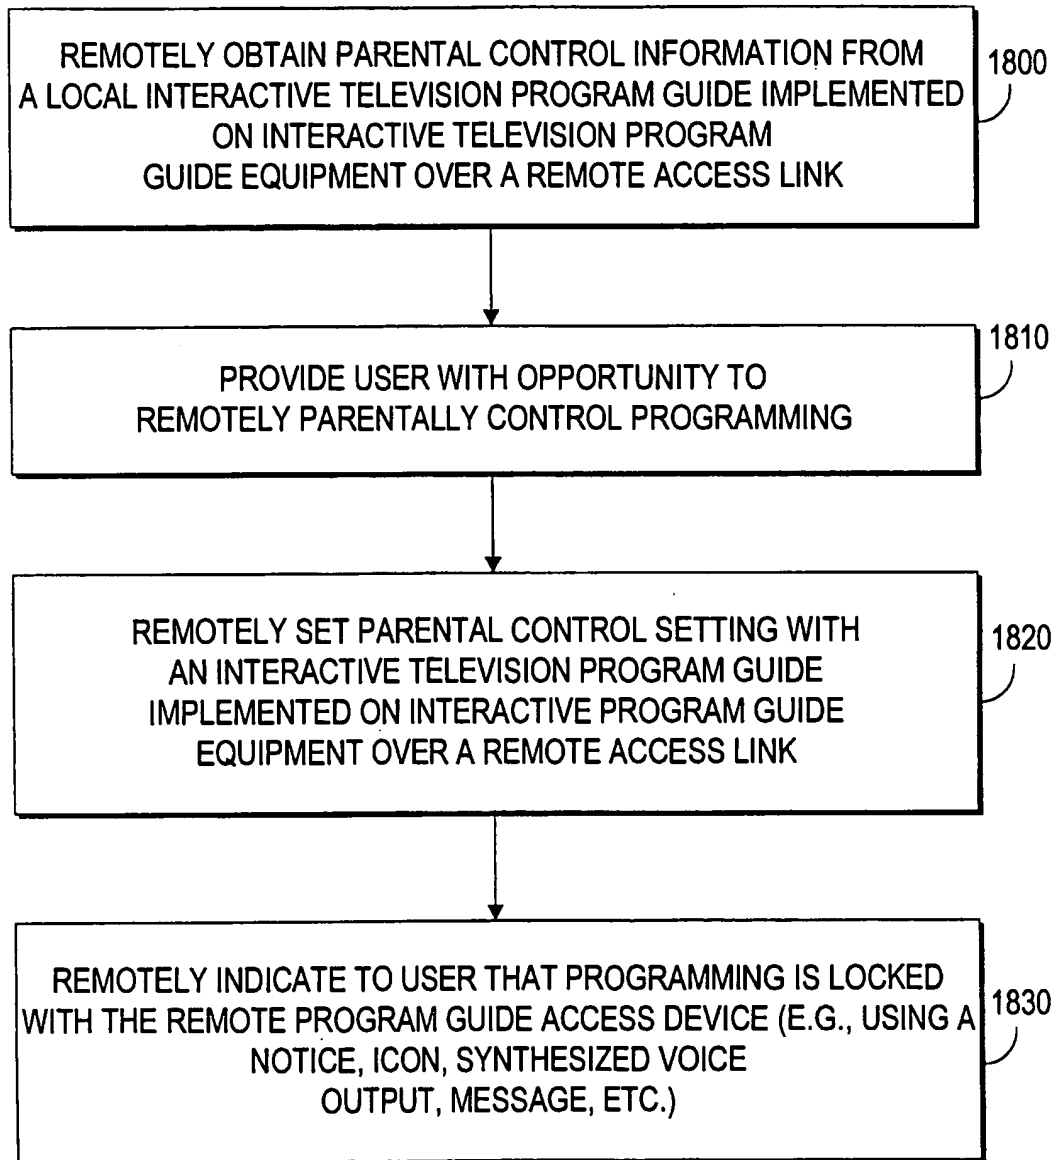 REMOTELY OBTAIN PARENTAL CONTROL INFORMATION FROM
A LOCAL INTERACTIVE TELEVISION PROGRAM GUIDE IMPLEMENTED
ON INTERACTIVE TELEVISION PROGRAM
GUIDE EQUIPMENT OVER A REMOTE ACCESS LINK
1800
PROVIDE USER WITH OPPORTUNITY TO
REMOTELY PARENTALLY CONTROL PROGRAMMING
1810
REMOTELY SET PARENTAL CONTROL SETTING WITH
AN INTERACTIVE TELEVISION PROGRAM GUIDE
IMPLEMENTED ON INTERACTIVE PROGRAM GUIDE
EQUIPMENT OVER A REMOTE ACCESS LINK
1820
REMOTELY INDICATE TO USER THAT PROGRAMMING IS LOCKED
WITH THE REMOTE PROGRAM GUIDE ACCESS DEVICE (E.G., USING A
NOTICE, ICON, SYNTHESIZED VOICE
OUTPUT, MESSAGE, ETC.)
1830